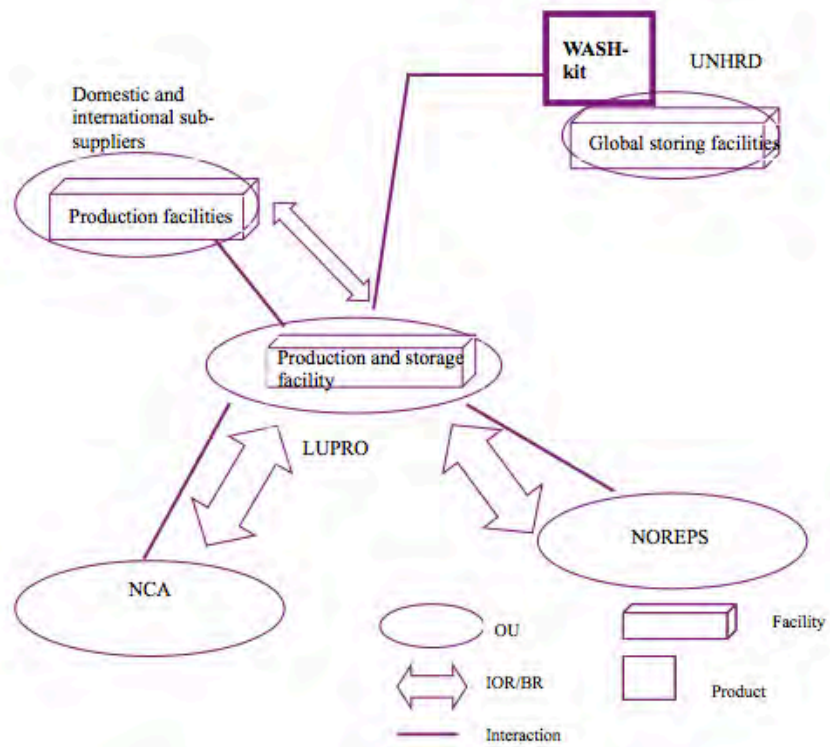 WASH-
kit
UNHRD
Global storing facilities
Domestic and
international sub-
suppliers
Production facilities
Production and storage
facility
LUPRO
NCA
NOREPS
OU
Facility
IOR/BR
Product
Interaction